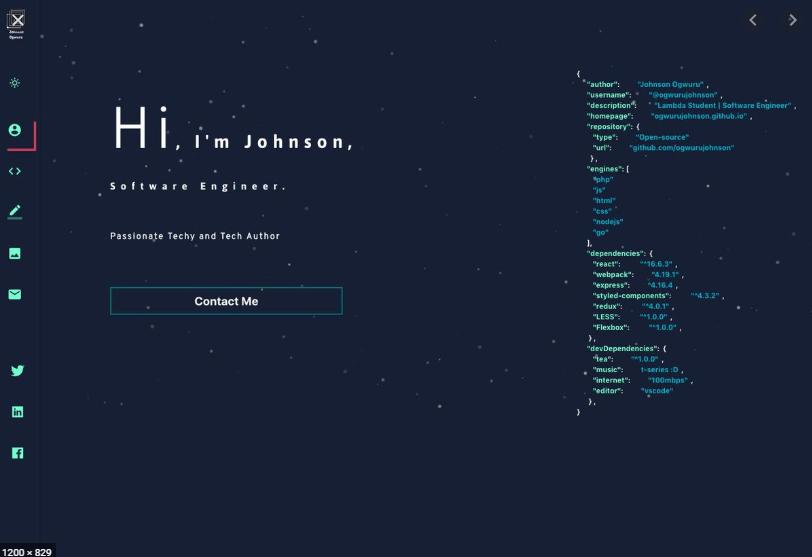 Johnson
Ogwuru
Hi, I'm Johnson,
Software Engineer.
Passionate Techy and Tech Author
Contact Me
{
"author": "Johnson Ogwuru" ,
"username": "@ogwurujohnson" ,
"description": "Lambda Student | Software Engineer" ,
"homepage": "ogwurujohnson.github.io" ,
"repository": {
"type": "Open-source"
"url": "github.com/ogwurujohnson"
},
"engines": [
"php"
"js"
"html"
"css"
"nodejs"
"go"
],
"dependencies": {
"react": "^16.6.3" ,
"webpack": "^4.19.1" ,
"express": "^4.16.4 ,
"styled-components": "^4.3.2" ,
"redux": "^4.0.1" ,
"LESS": "^1.0.0" ,
"Flexbox": "^1.0.0" ,
},
"devDependencies": {
"tea": "^1.0.0" ,
"music": t-series :D ,
"internet": "100mbps" ,
"editor": "vscode"
},
}
1200 × 829